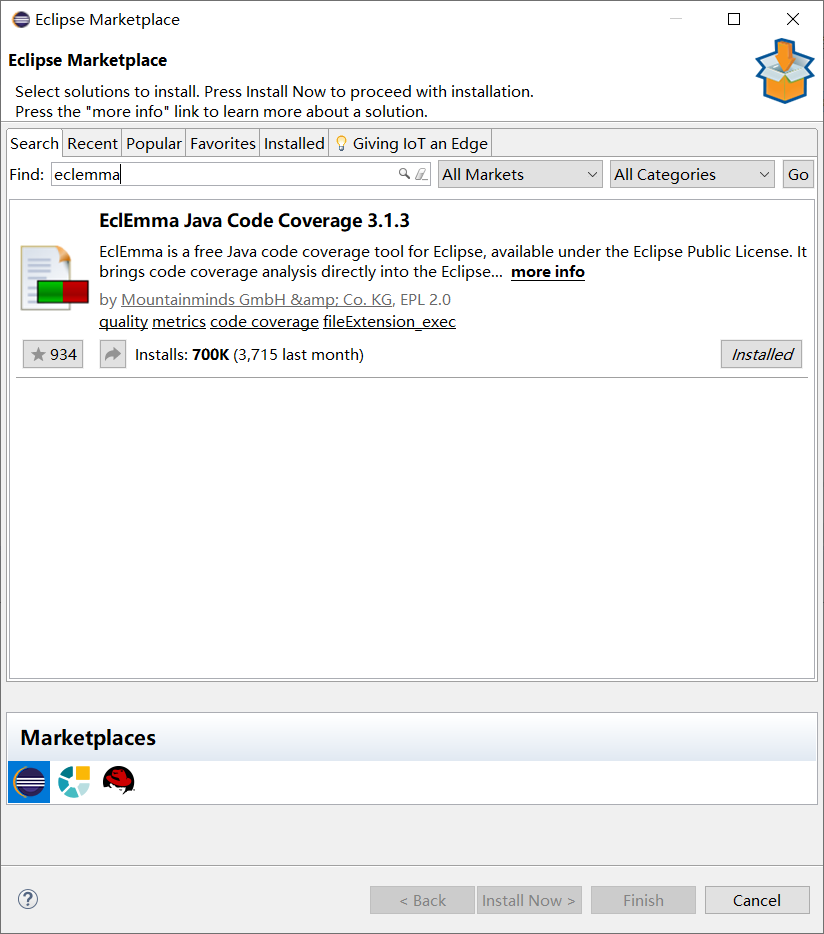 Eclipse Marketplace
Eclipse Marketplace
Select solutions to install. Press Install Now to proceed with installation.
Press the "more info" link to learn more about a solution.
Search Recent Popular Favorites Installed Giving IoT an Edge
Find: eclemma All Markets All Categories Go
EclEmma Java Code Coverage 3.1.3
EclEmma is a free Java code coverage tool for Eclipse, available under the Eclipse Public License. It
brings code coverage analysis directly into the Eclipse... more info
by Mountainminds GmbH &amp; Co. KG, EPL 2.0
quality metrics code coverage fileExtension_exec
934 Installs: 700K (3,715 last month) Installed
Marketplaces
? < Back Install Now > Finish Cancel